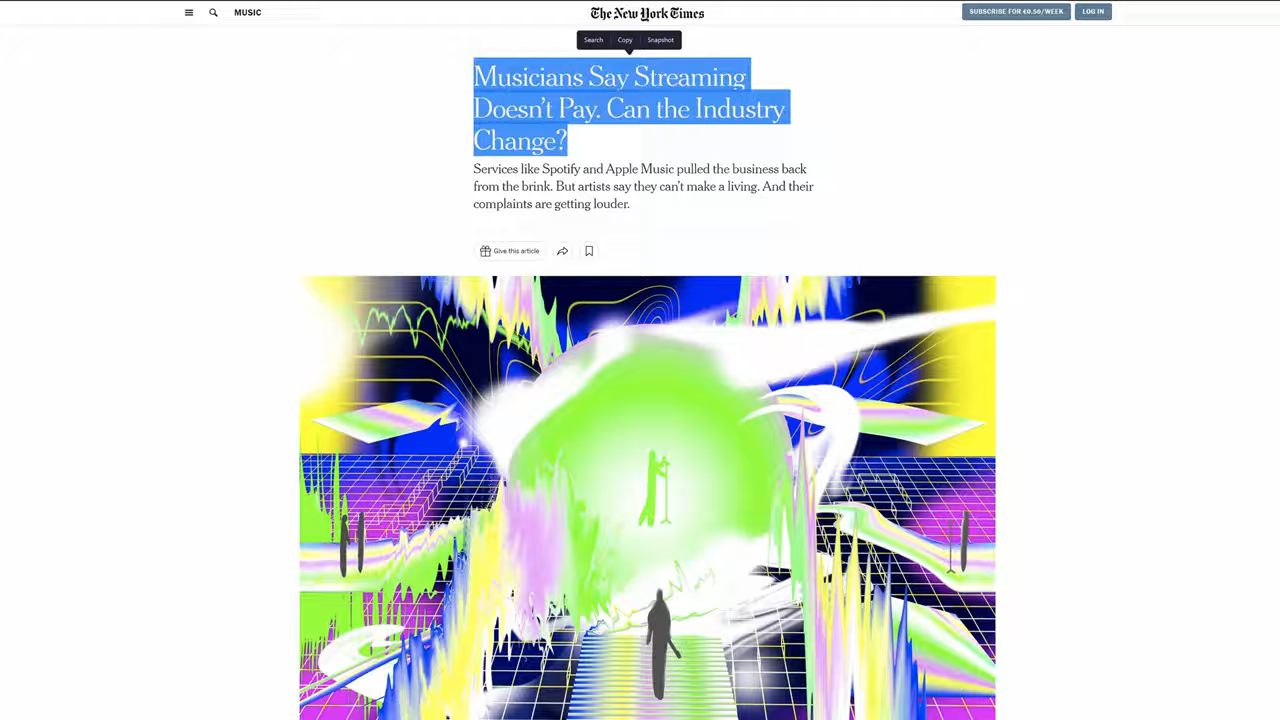 MUSIC
The New York Times
SUBSCRIBE FOR €0.50/WEEK
LOG IN
Search
Copy
Snapshot
Musicians Say Streaming
Doesn’t Pay. Can the Industry
Change?
Services like Spotify and Apple Music pulled the business back
from the brink. But artists say they can’t make a living. And their
complaints are getting louder.
Give this article